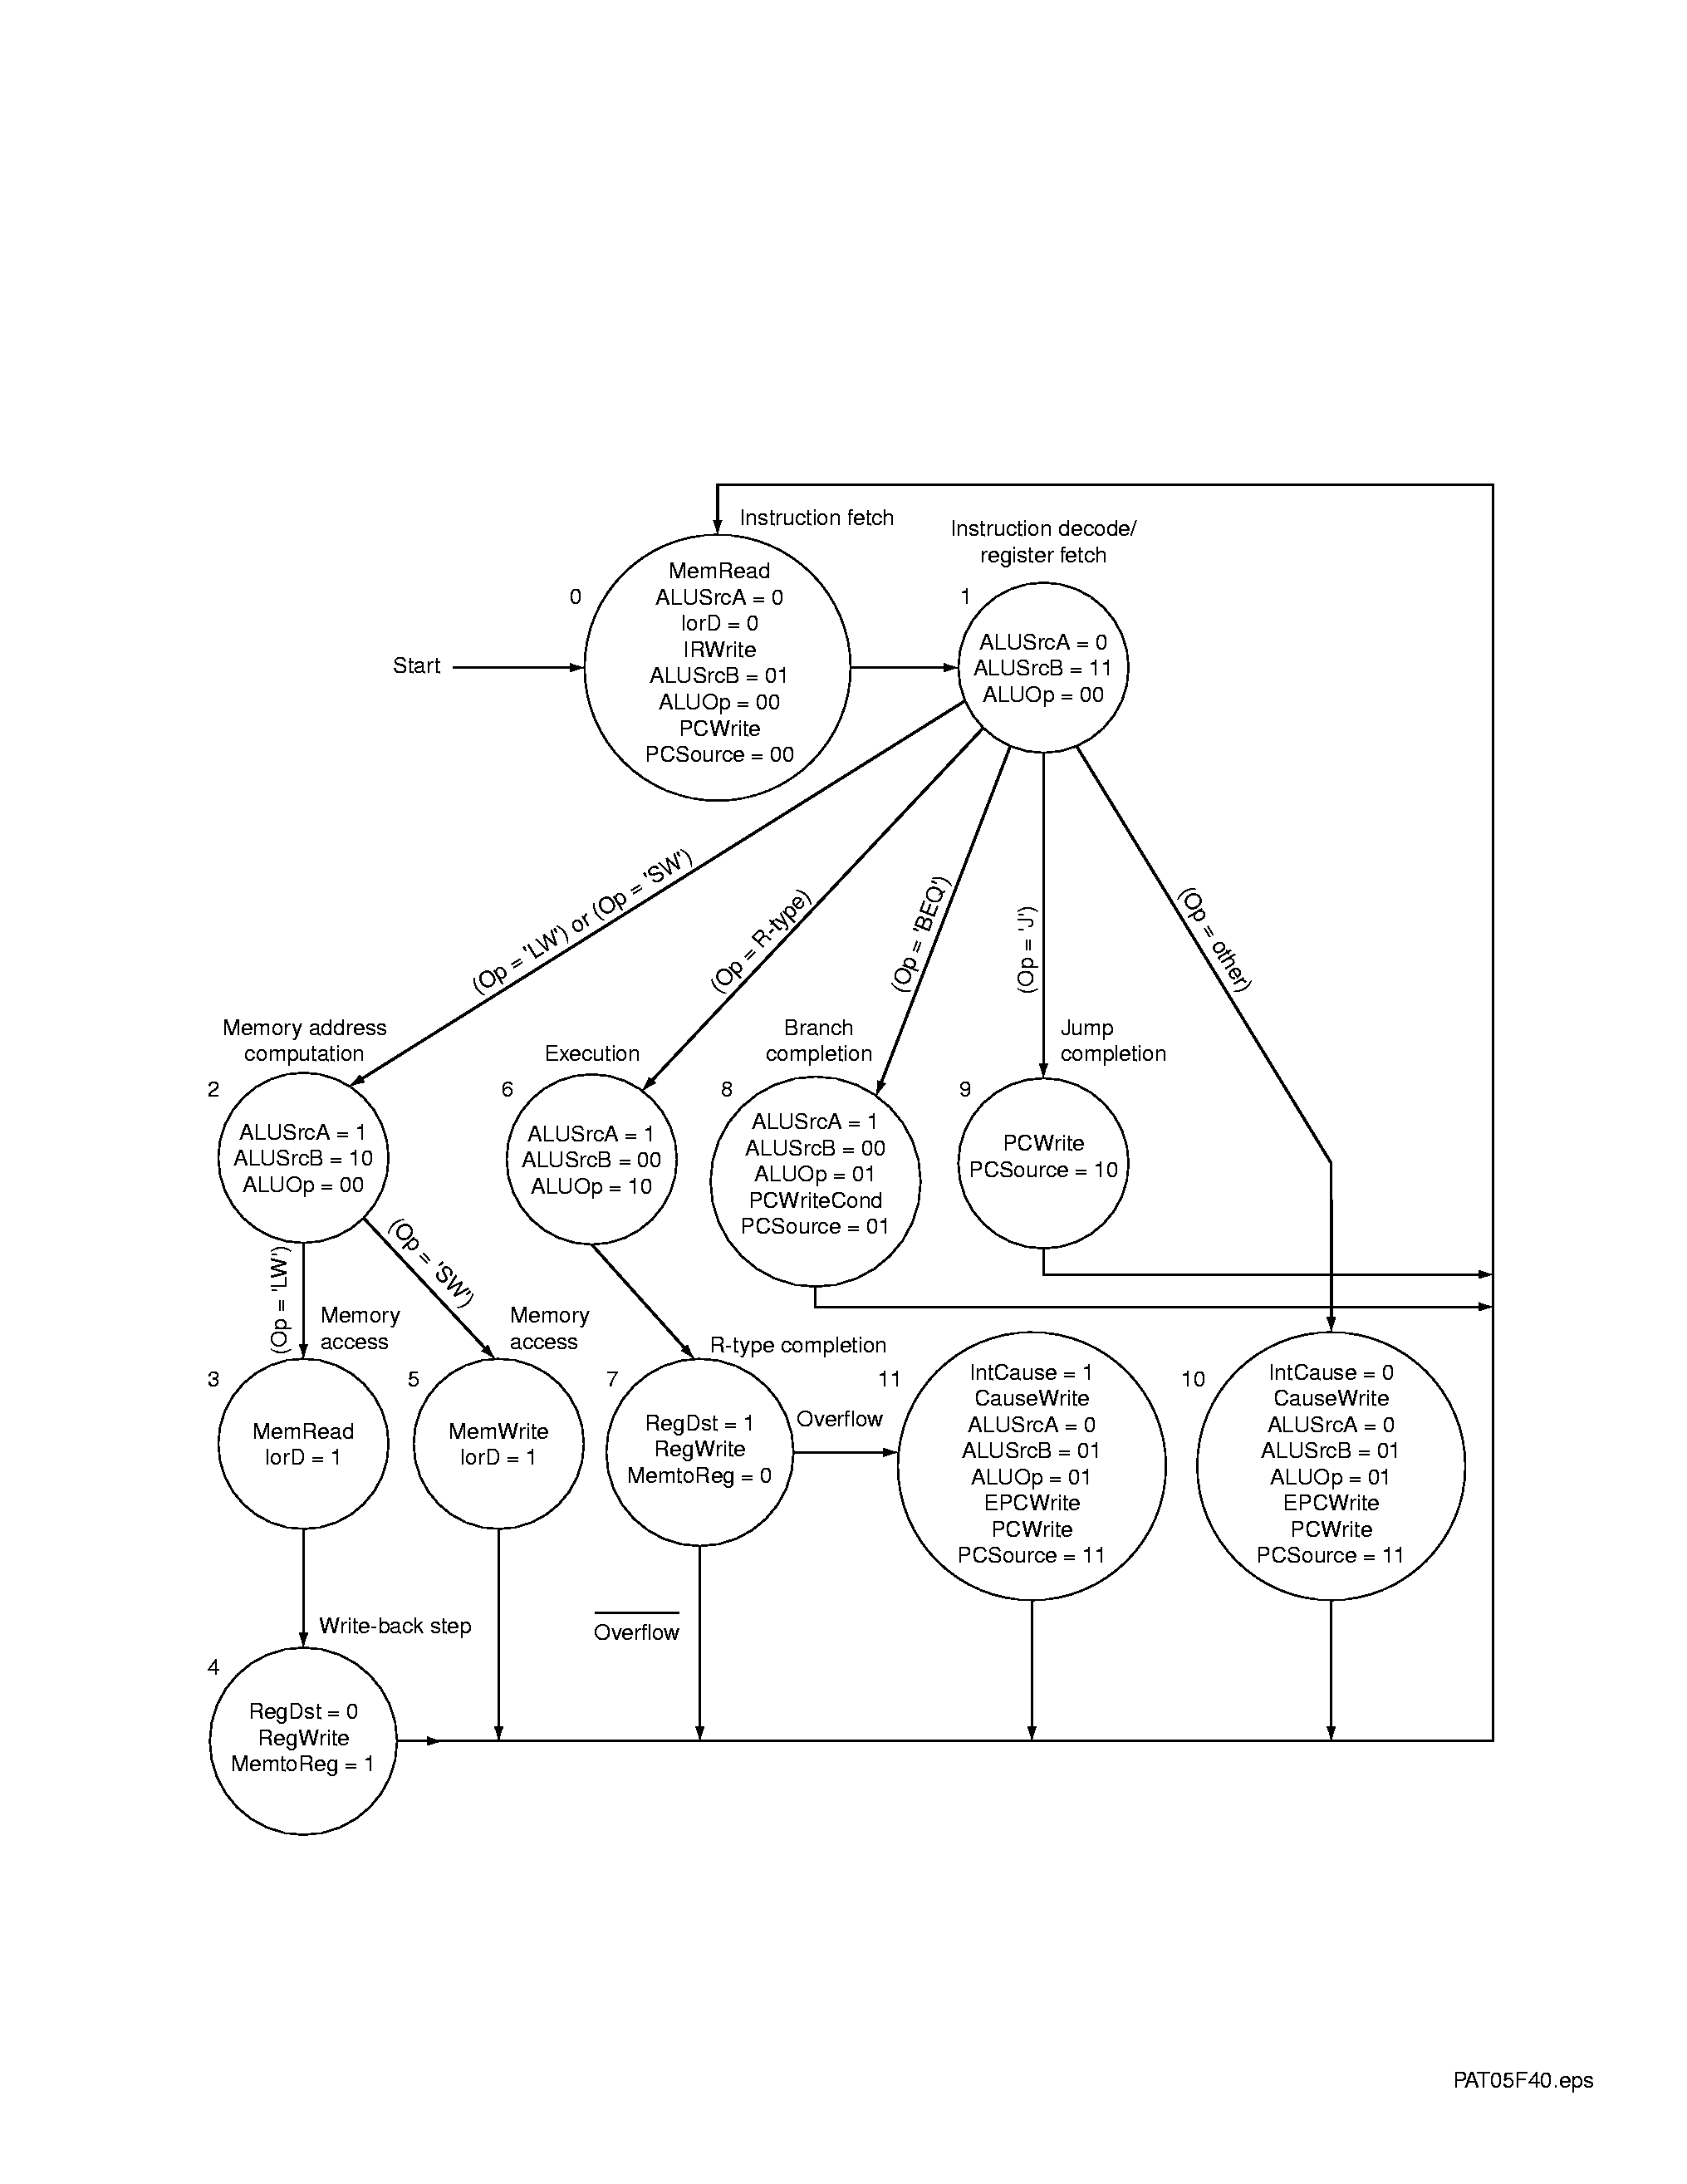 Instruction fetch
Instruction decode/
register fetch
0
MemRead
ALUSrcA = 0
IorD = 0
IRWrite
ALUSrcB = 01
ALUOp = 00
PCWrite
PCSource = 00
Start
1
ALUSrcA = 0
ALUSrcB = 11
ALUOp = 00
(Op = 'LW') or (Op = 'SW')
(Op = R-type)
(Op = 'BEQ')
(Op = 'J')
(Op = other)
Memory address
computation
2
ALUSrcA = 1
ALUSrcB = 10
ALUOp = 00
Execution
6
ALUSrcA = 1
ALUSrcB = 00
ALUOp = 10
Branch
completion
8
ALUSrcA = 1
ALUSrcB = 00
ALUOp = 01
PCWriteCond
PCSource = 01
Jump
completion
9
PCWrite
PCSource = 10
(Op = 'LW')
(Op = 'SW')
Memory
access
3
MemRead
IorD = 1
Memory
access
5
MemWrite
IorD = 1
R-type completion
7
RegDst = 1
RegWrite
MemtoReg = 0
Overflow
11
IntCause = 1
CauseWrite
ALUSrcA = 0
ALUSrcB = 01
ALUOp = 01
EPCWrite
PCWrite
PCSource = 11
10
IntCause = 0
CauseWrite
ALUSrcA = 0
ALUSrcB = 01
ALUOp = 01
EPCWrite
PCWrite
PCSource = 11
Write-back step
Overflow
4
RegDst = 0
RegWrite
MemtoReg = 1
PAT05F40.eps